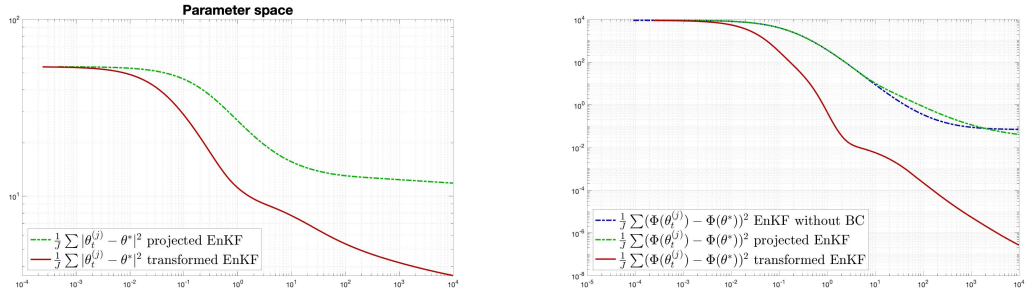 Parameter space
10^2
10^1
10^-4 10^-3 10^-2 10^-1 10^0 10^1 10^2 10^3 10^4
1/J ∑ |θ_t^(j) − θ*|^2 projected EnKF
1/J ∑ |θ_t^(j) − θ*|^2 transformed EnKF
10^4
10^2
10^0
10^-2
10^-4
10^-6
10^-8
10^-5 10^-4 10^-3 10^-2 10^-1 10^0 10^1 10^2 10^3 10^4
1/J ∑(Φ(θ_t^(j)) − Φ(θ*))^2 EnKF without BC
1/J ∑(Φ(θ_t^(j)) − Φ(θ*))^2 projected EnKF
1/J ∑(Φ(θ_t^(j)) − Φ(θ*))^2 transformed EnKF